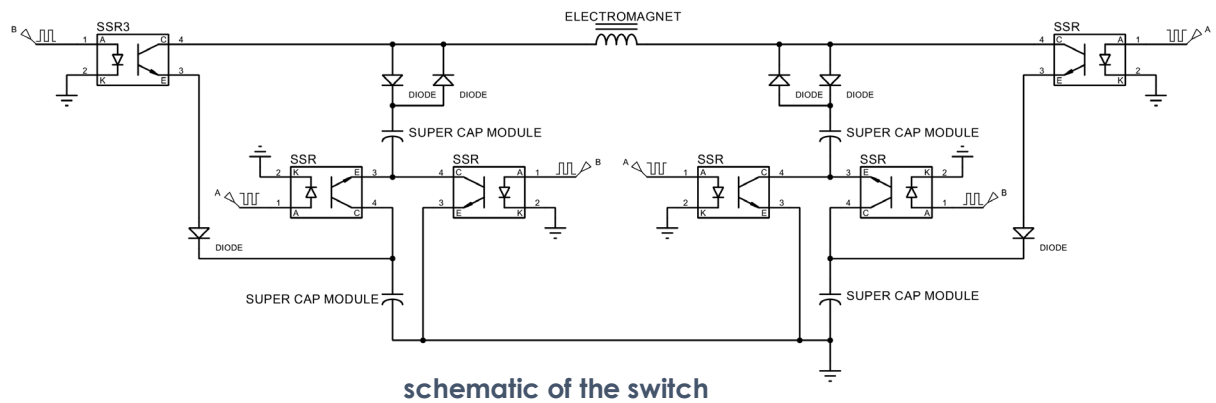 ELECTROMAGNET
B SSR3 SSR A
1 A C 4 4 C A 1
2 K E 3 3 E K 2
DIODE DIODE DIODE DIODE
SUPER CAP MODULE SUPER CAP MODULE
SSR SSR SSR SSR
2 K E 3 4 C A 1 B A 1 A C 4 3 E K 2
A 1 A C 4 3 E K 2 2 K E 3 4 C A 1 B
DIODE DIODE
SUPER CAP MODULE SUPER CAP MODULE
schematic of the switch